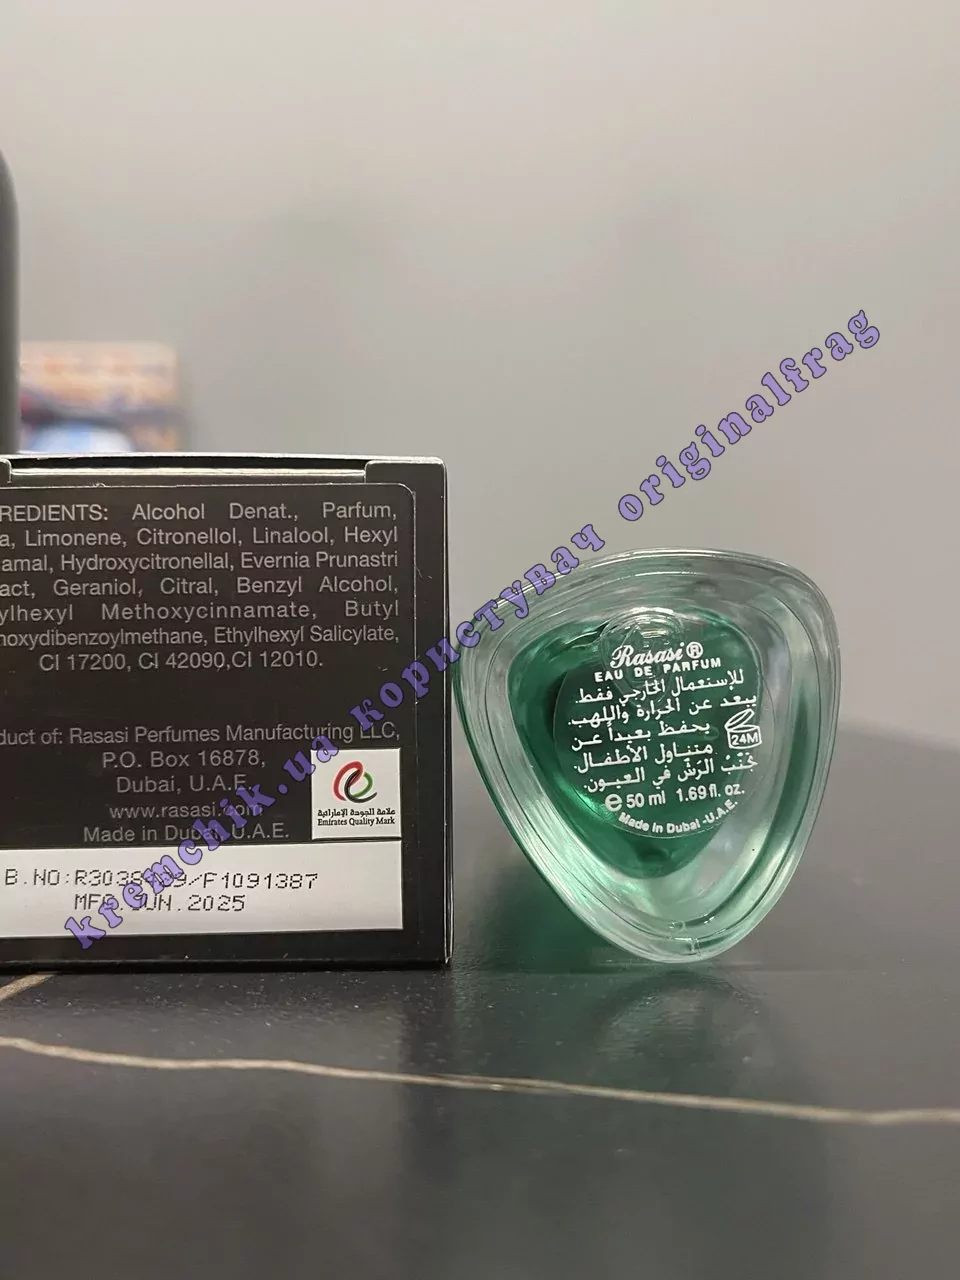 REDIENTS: Alcohol Denat., Parfum,
a, Limonene, Citronellol, Linalool, Hexyl
amal, Hydroxycitronellal, Evernia Prunastri
act, Geraniol, Citral, Benzyl Alcohol,
ylhexyl Methoxycinnamate, Butyl
hoxydibenzoylmethane, Ethylhexyl Salicylate,
CI 17200, CI 42090,CI 12010.
duct of: Rasasi Perfumes Manufacturing LLC,
P.O. Box 16878,
Dubai, U.A.E.
www.rasasi.com
Made in Dubai, U.A.E.
علامة الجودة الإماراتية
Emirates Quality Mark
B.NO: /F1091387
MFG.JUN.2025
Rasasi ®
EAU DE PARFUM
للإستعمال الخارجي فقط.
يبعد عن الحرارة واللهب.
يحفظ بعيداً عن
متناول الأطفال.
تجنّب الرّش في العيون.
24M
e 50 ml 1.69 fl. oz.
Made in Dubai -U.A.E.
kremchik.ua користувач originalfrag